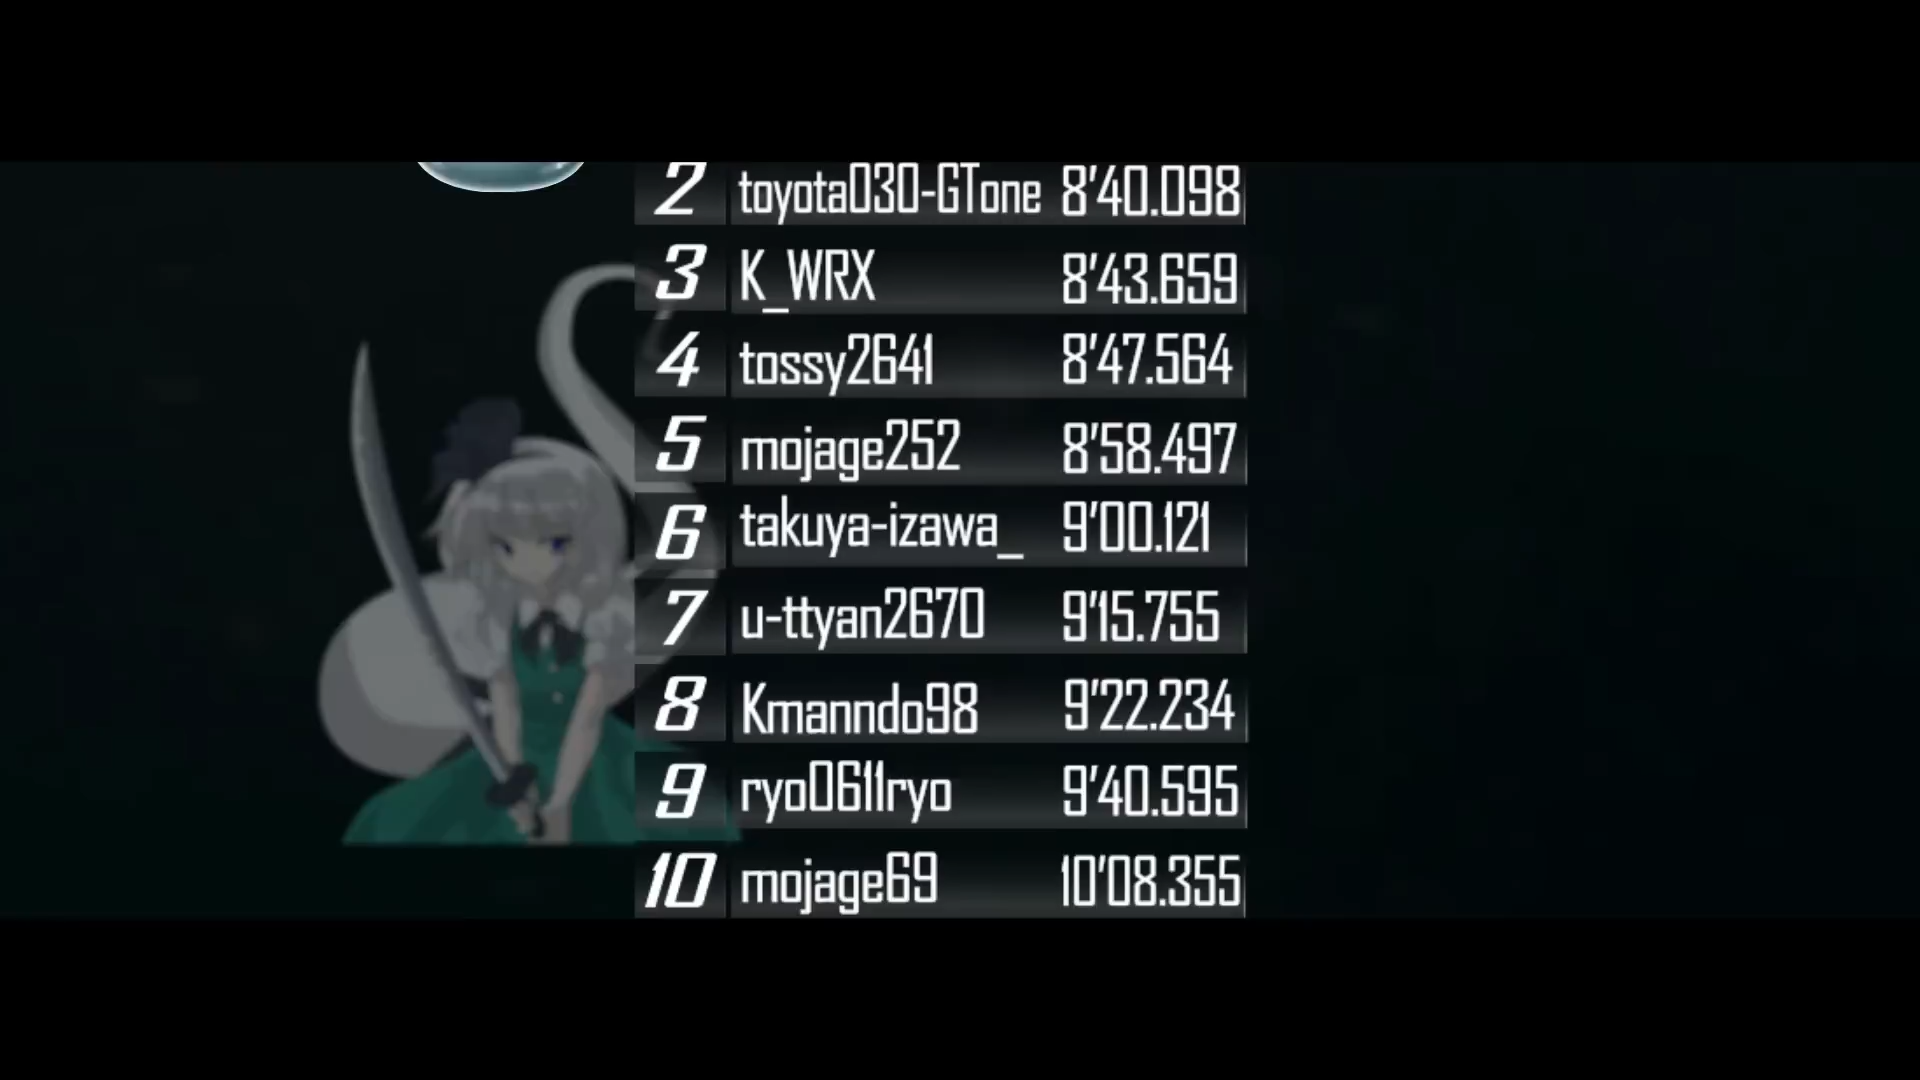 2 toyota030-GTone 8'40.098
3 K_WRX 8'43.659
4 tossy2641 8'47.564
5 mojage252 8'58.497
6 takuya-izawa_ 9'00.121
7 u-ttyan2670 9'15.755
8 Kmanndo98 9'22.234
9 ryo0611ryo 9'40.595
10 mojage69 10'08.355